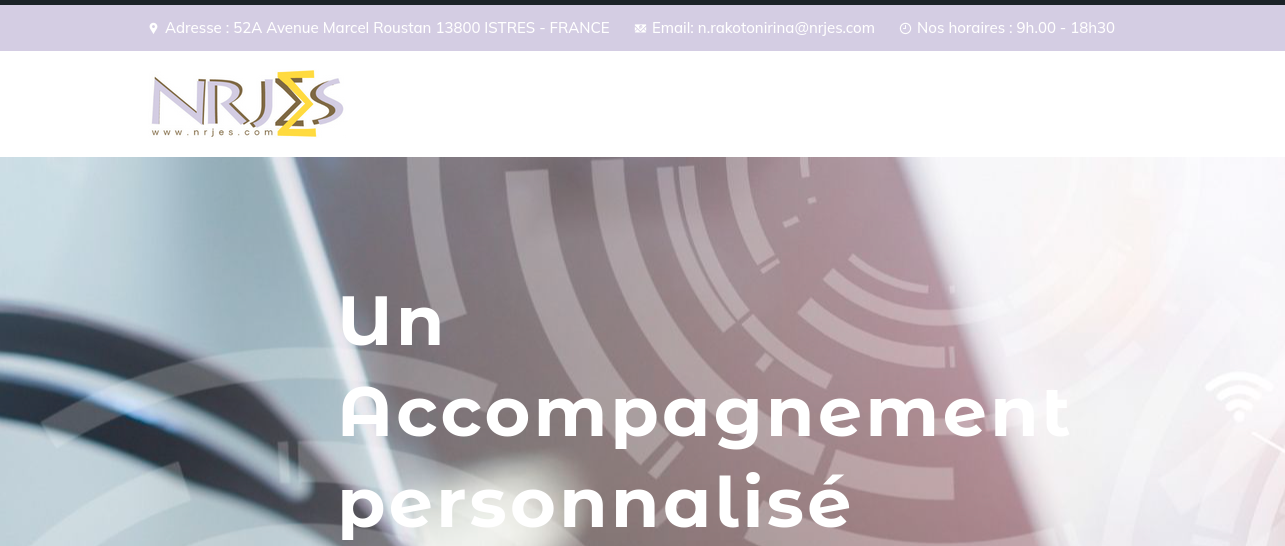 Adresse : 52A Avenue Marcel Roustan 13800 ISTRES - FRANCE Email: n.rakotonirina@nrjes.com Nos horaires : 9h.00 - 18h30
NRJΣS
www.nrjes.com
Un
Accompagnement
personnalisé